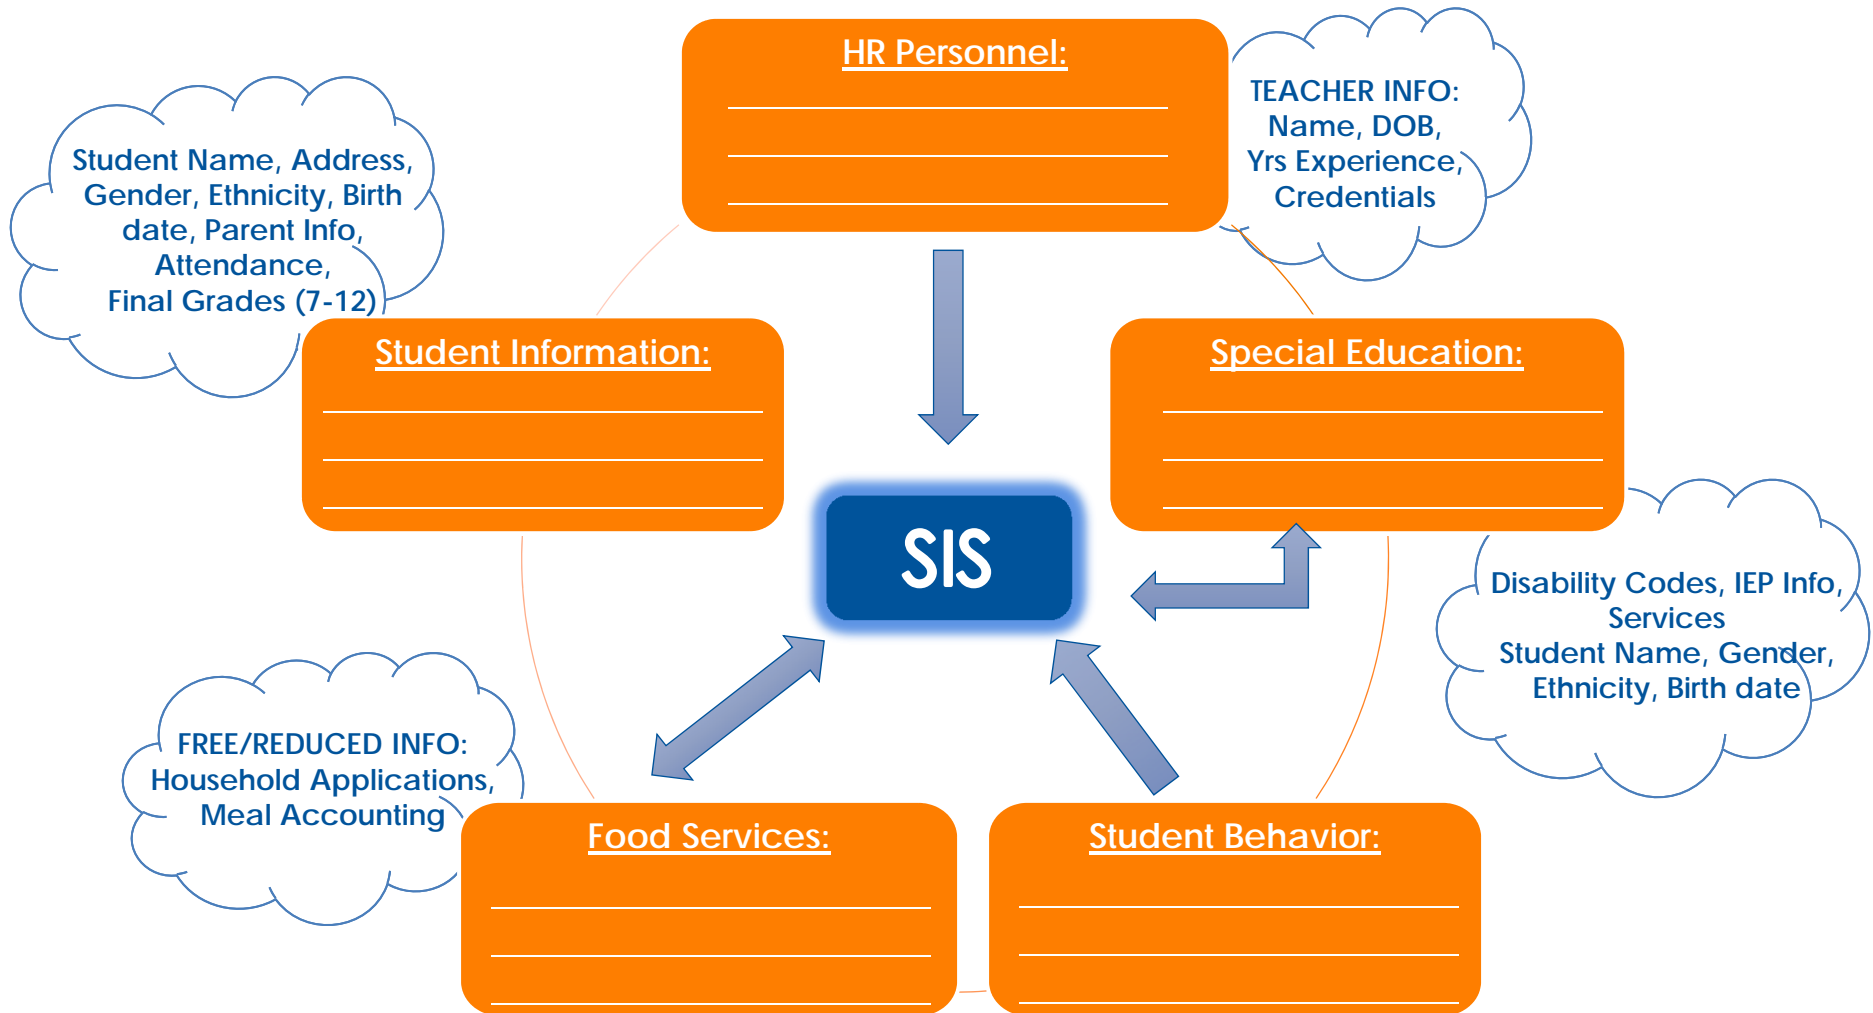 HR Personnel:
TEACHER INFO:
Name, DOB,
Yrs Experience,
Credentials
Student Name, Address,
Gender, Ethnicity, Birth
date, Parent Info,
Attendance,
Final Grades (7-12)
Student Information:
Special Education:
SIS
Disability Codes, IEP Info,
Services
Student Name, Gender,
Ethnicity, Birth date
FREE/REDUCED INFO:
Household Applications,
Meal Accounting
Food Services:
Student Behavior: